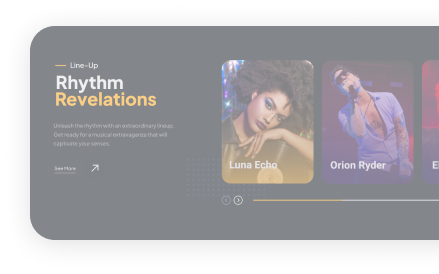 Line-Up
Rhythm
Revelations
Unleash the rhythm with an extraordinary lineup.
Get ready for a musical extravaganza that will
captivate your senses.
See More
Luna Echo
Orion Ryder
E